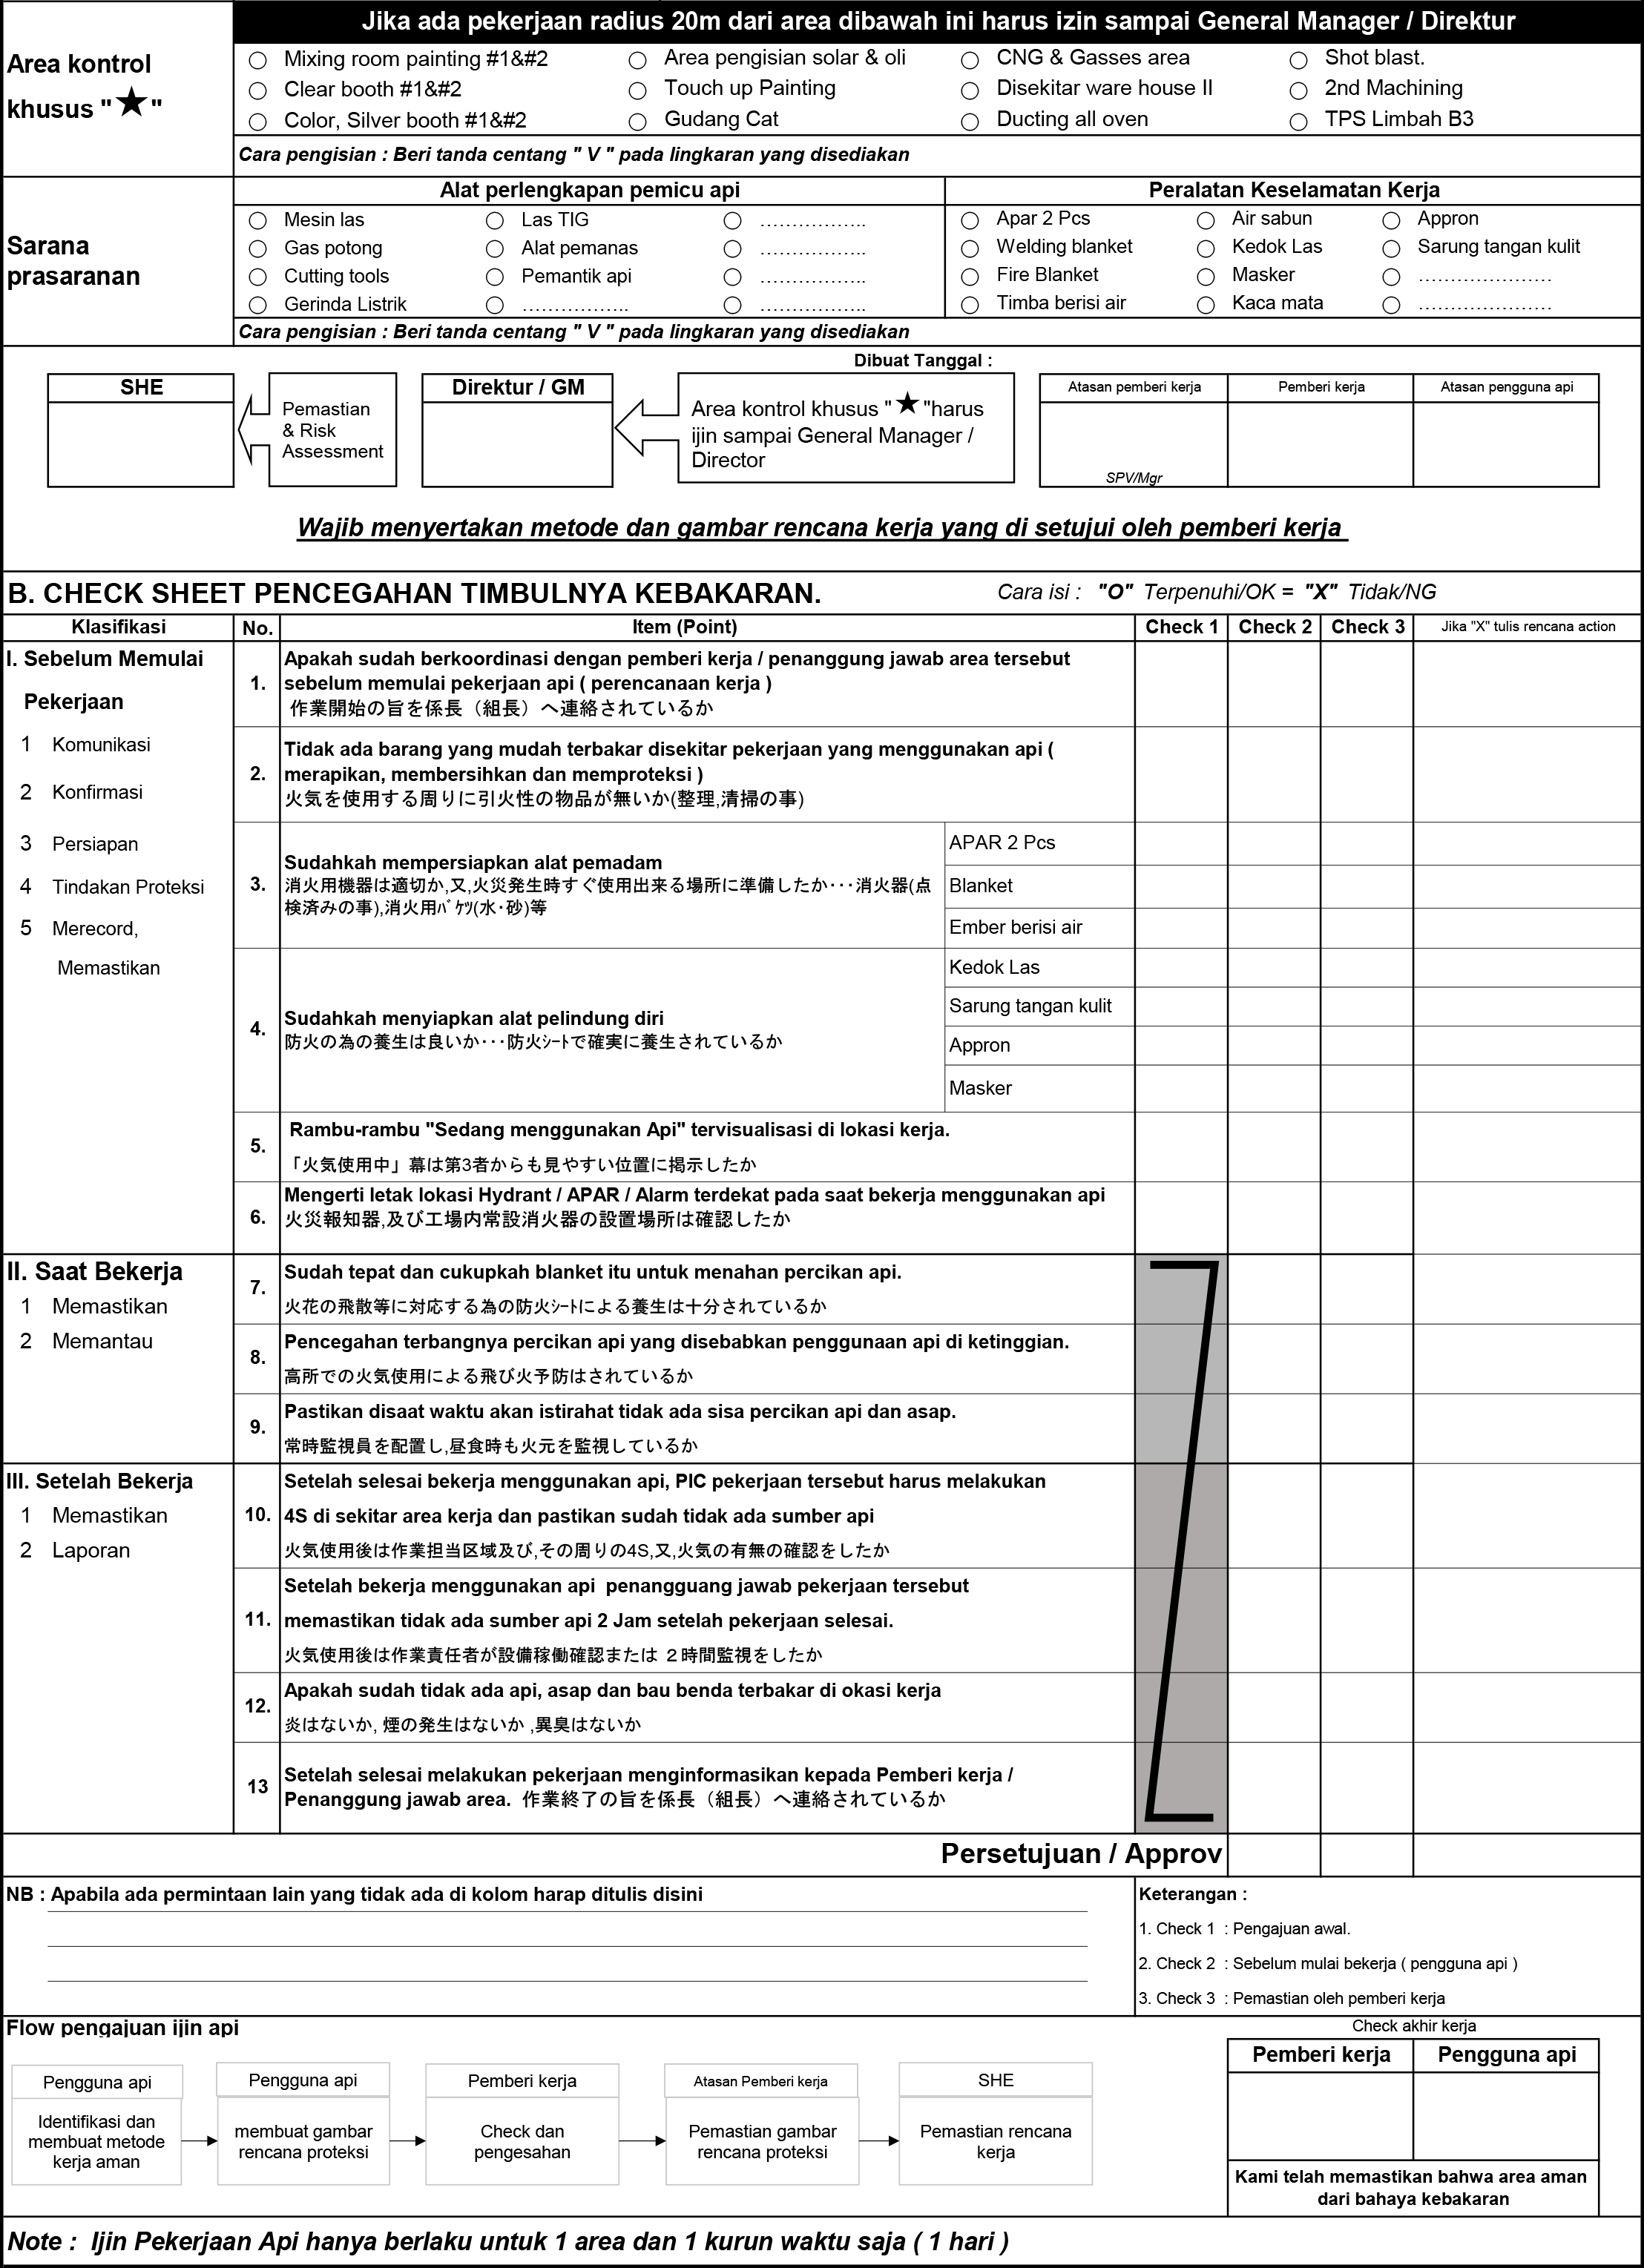 Jika ada pekerjaan radius 20m dari area dibawah ini harus izin sampai General Manager / Direktur
Area kontrol
khusus "★"
Mixing room painting #1&#2
Area pengisian solar & oli
CNG & Gasses area
Shot blast.
Clear booth #1&#2
Touch up Painting
Disekitar ware house II
2nd Machining
Color, Silver booth #1&#2
Gudang Cat
Ducting all oven
TPS Limbah B3
Cara pengisian : Beri tanda centang " V " pada lingkaran yang disediakan
Sarana
prasaranan
Alat perlengkapan pemicu api
Mesin las
Las TIG
.................
Gas potong
Alat pemanas
.................
Cutting tools
Pemantik api
.................
Gerinda Listrik
.................
.................
Peralatan Keselamatan Kerja
Apar 2 Pcs
Air sabun
Appron
Welding blanket
Kedok Las
Sarung tangan kulit
Fire Blanket
Masker
.....................
Timba berisi air
Kaca mata
.....................
Cara pengisian : Beri tanda centang " V " pada lingkaran yang disediakan
Dibuat Tanggal :
SHE
Pemastian
& Risk
Assessment
Direktur / GM
Area kontrol khusus "★"harus
ijin sampai General Manager /
Director
Atasan pemberi kerja
Pemberi kerja
Atasan pengguna api
SPV/Mgr
Wajib menyertakan metode dan gambar rencana kerja yang di setujui oleh pemberi kerja
B. CHECK SHEET PENCEGAHAN TIMBULNYA KEBAKARAN.
Cara isi : "O" Terpenuhi/OK = "X" Tidak/NG
Klasifikasi
No.
Item (Point)
Check 1
Check 2
Check 3
Jika "X" tulis rencana action
I. Sebelum Memulai
Pekerjaan
1 Komunikasi
2 Konfirmasi
3 Persiapan
4 Tindakan Proteksi
5 Merecord,
Memastikan
1.
Apakah sudah berkoordinasi dengan pemberi kerja / penanggung jawab area tersebut
sebelum memulai pekerjaan api ( perencanaan kerja )
作業開始の旨を係長（組長）へ連絡されているか
2.
Tidak ada barang yang mudah terbakar disekitar pekerjaan yang menggunakan api (
merapikan, membersihkan dan memproteksi )
火気を使用する周りに引火性の物品が無いか(整理,清掃の事)
3.
Sudahkah mempersiapkan alat pemadam
消火用機器は適切か,又,火災発生時すぐ使用出来る場所に準備したか･･･消火器(点
検済みの事),消火用ﾊﾞｹﾂ(水･砂)等
APAR 2 Pcs
Blanket
Ember berisi air
4.
Sudahkah menyiapkan alat pelindung diri
防火の為の養生は良いか･･･防火ｼｰﾄで確実に養生されているか
Kedok Las
Sarung tangan kulit
Appron
Masker
5.
Rambu-rambu "Sedang menggunakan Api" tervisualisasi di lokasi kerja.
「火気使用中」幕は第3者からも見やすい位置に掲示したか
6.
Mengerti letak lokasi Hydrant / APAR / Alarm terdekat pada saat bekerja menggunakan api
火災報知器,及び工場内常設消火器の設置場所は確認したか
II. Saat Bekerja
1 Memastikan
2 Memantau
7.
Sudah tepat dan cukupkah blanket itu untuk menahan percikan api.
火花の飛散等に対応する為の防火ｼｰﾄによる養生は十分されているか
8.
Pencegahan terbangnya percikan api yang disebabkan penggunaan api di ketinggian.
高所での火気使用による飛び火予防はされているか
9.
Pastikan disaat waktu akan istirahat tidak ada sisa percikan api dan asap.
常時監視員を配置し,昼食時も火元を監視しているか
III. Setelah Bekerja
1 Memastikan
2 Laporan
10.
Setelah selesai bekerja menggunakan api, PIC pekerjaan tersebut harus melakukan
4S di sekitar area kerja dan pastikan sudah tidak ada sumber api
火気使用後は作業担当区域及び,その周りの4S,又,火気の有無の確認をしたか
11.
Setelah bekerja menggunakan api penangguang jawab pekerjaan tersebut
memastikan tidak ada sumber api 2 Jam setelah pekerjaan selesai.
火気使用後は作業責任者が設備稼働確認または ２時間監視をしたか
12.
Apakah sudah tidak ada api, asap dan bau benda terbakar di okasi kerja
炎はないか, 煙の発生はないか ,異臭はないか
13
Setelah selesai melakukan pekerjaan menginformasikan kepada Pemberi kerja /
Penanggung jawab area. 作業終了の旨を係長（組長）へ連絡されているか
Persetujuan / Approv
NB : Apabila ada permintaan lain yang tidak ada di kolom harap ditulis disini
Keterangan :
1. Check 1 : Pengajuan awal.
2. Check 2 : Sebelum mulai bekerja ( pengguna api )
3. Check 3 : Pemastian oleh pemberi kerja
Flow pengajuan ijin api
Pengguna api
Identifikasi dan
membuat metode
kerja aman
Pengguna api
membuat gambar
rencana proteksi
Pemberi kerja
Check dan
pengesahan
Atasan Pemberi kerja
Pemastian gambar
rencana proteksi
SHE
Pemastian rencana
kerja
Check akhir kerja
Pemberi kerja
Pengguna api
Kami telah memastikan bahwa area aman
dari bahaya kebakaran
Note : Ijin Pekerjaan Api hanya berlaku untuk 1 area dan 1 kurun waktu saja ( 1 hari )